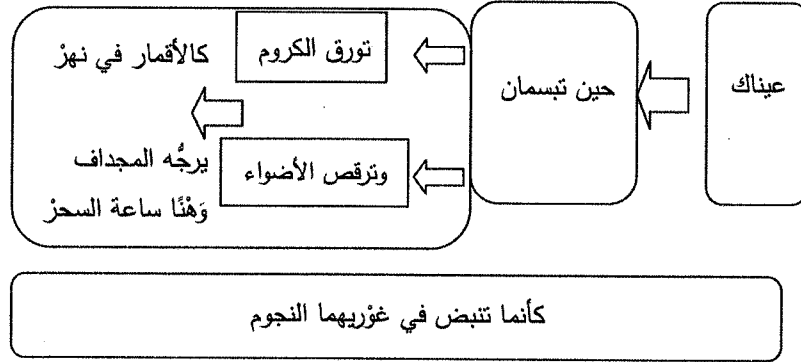 عيناك
حين تبسمان
تورق الكروم
وترقص الأضواء
كالأقمار في نهرْ
يرجُّه المجداف
وَهْنًا ساعة السحرْ
كأنما تنبض في غوْريهما النجوم